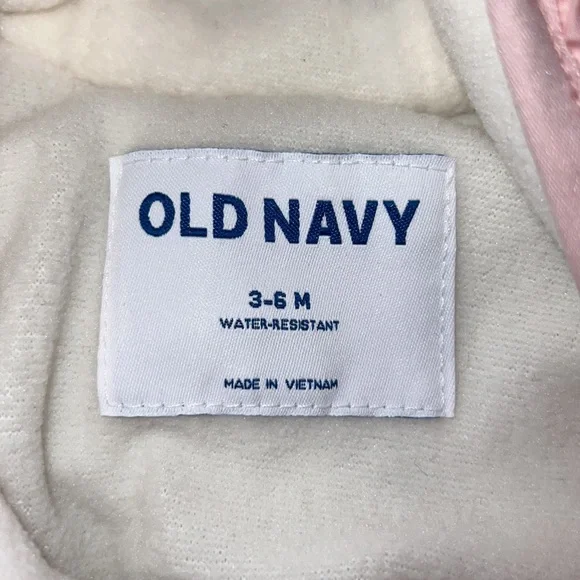 OLD NAVY
3-6 M
WATER-RESISTANT
MADE IN VIETNAM